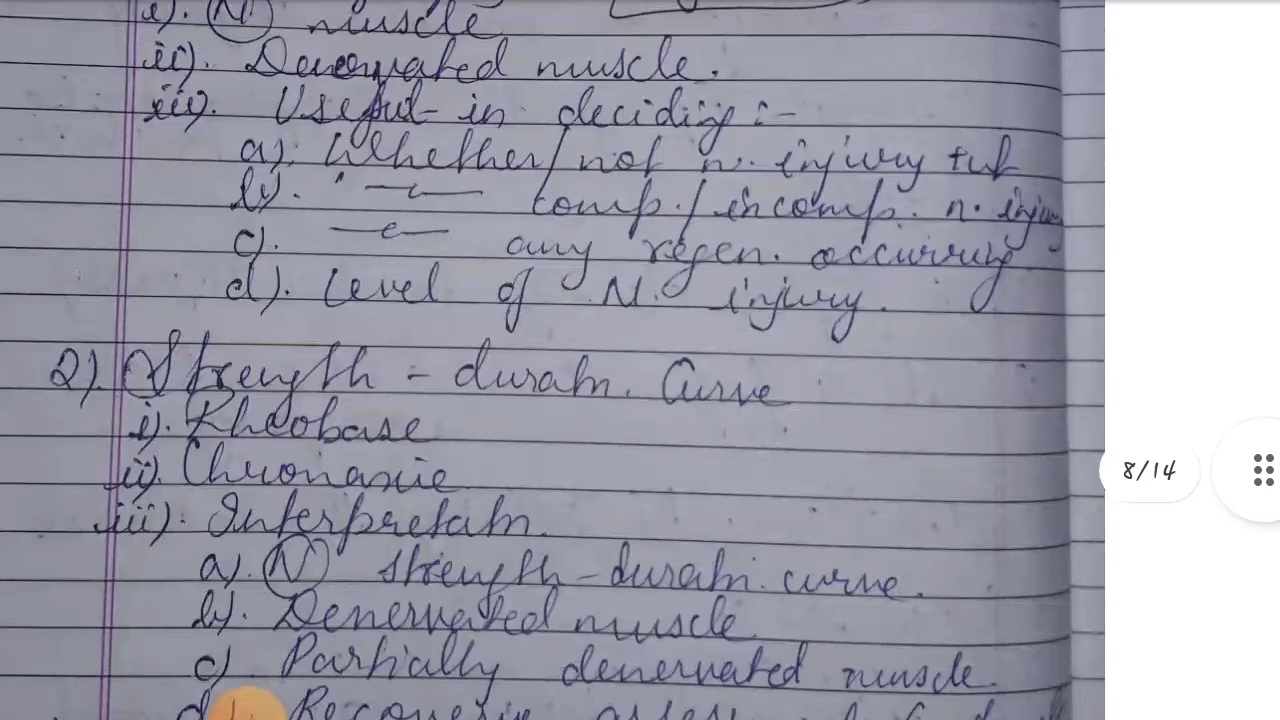 i). (N) muscle
ii). Denervated muscle.
iii). Useful in deciding :-
a). Whether/not n. injury
b). comp./incomp. n. injury
c). any regen. occurring
d). Level of N. injury.
2). Strength - duratn. Curve
i). Rheobase
ii). Chronaxie
iii). Interpretatn.
a). (N) strength-duratn. curve.
b). Denervated muscle.
c) Partially denervated muscle.
8/14